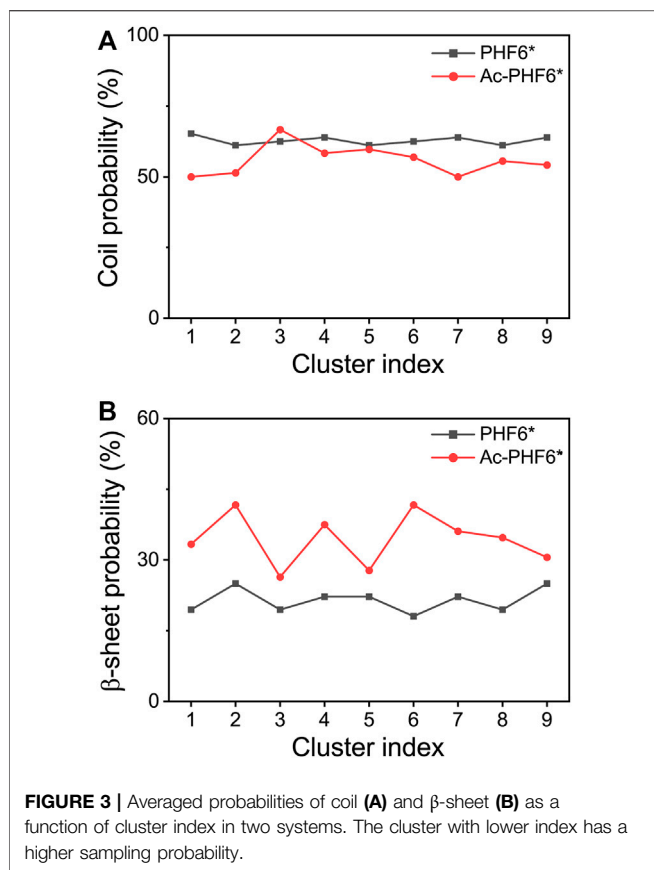 A
100
50
0
Coil probability (%)
PHF6*
Ac-PHF6*
1 2 3 4 5 6 7 8 9
Cluster index
B
60
30
0
β-sheet probability (%)
PHF6*
Ac-PHF6*
1 2 3 4 5 6 7 8 9
Cluster index
FIGURE 3 | Averaged probabilities of coil (A) and β-sheet (B) as a
function of cluster index in two systems. The cluster with lower index has a
higher sampling probability.